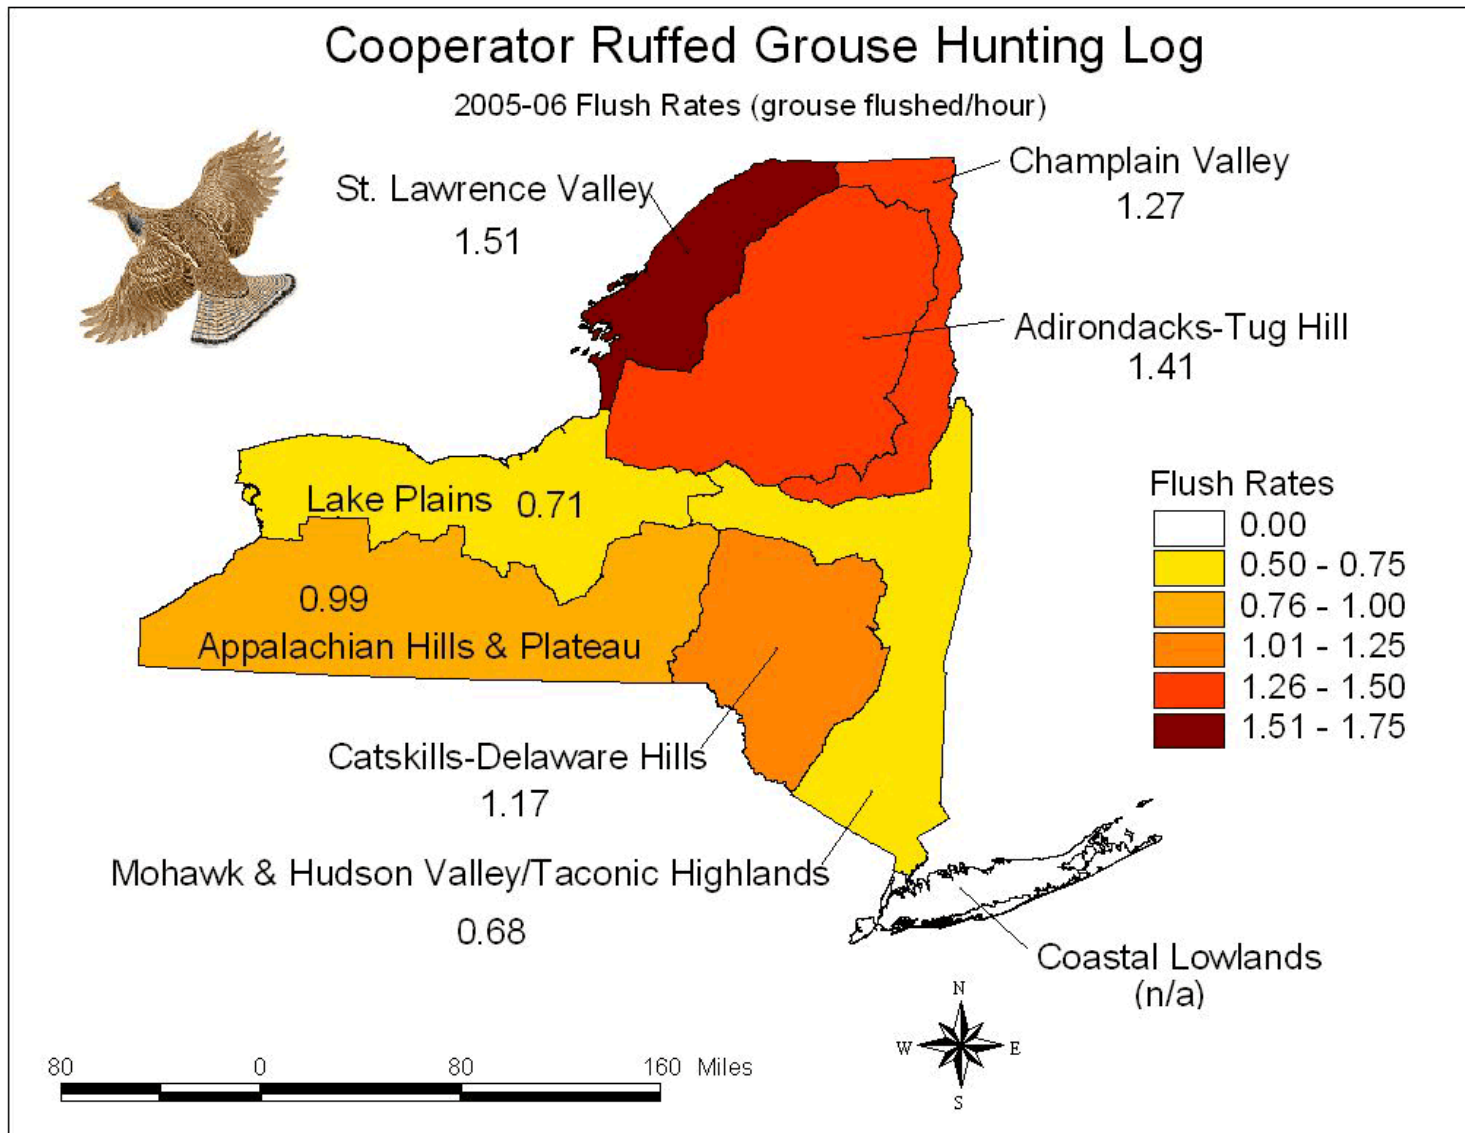 Cooperator Ruffed Grouse Hunting Log
2005-06 Flush Rates (grouse flushed/hour)
St. Lawrence Valley
1.51
Champlain Valley
1.27
Adirondacks-Tug Hill
1.41
Lake Plains 0.71
0.99
Appalachian Hills & Plateau
Catskills-Delaware Hills
1.17
Mohawk & Hudson Valley/Taconic Highlands
0.68
Coastal Lowlands
(n/a)
Flush Rates
0.00
0.50 - 0.75
0.76 - 1.00
1.01 - 1.25
1.26 - 1.50
1.51 - 1.75
N
W E
S
80 0 80 160 Miles